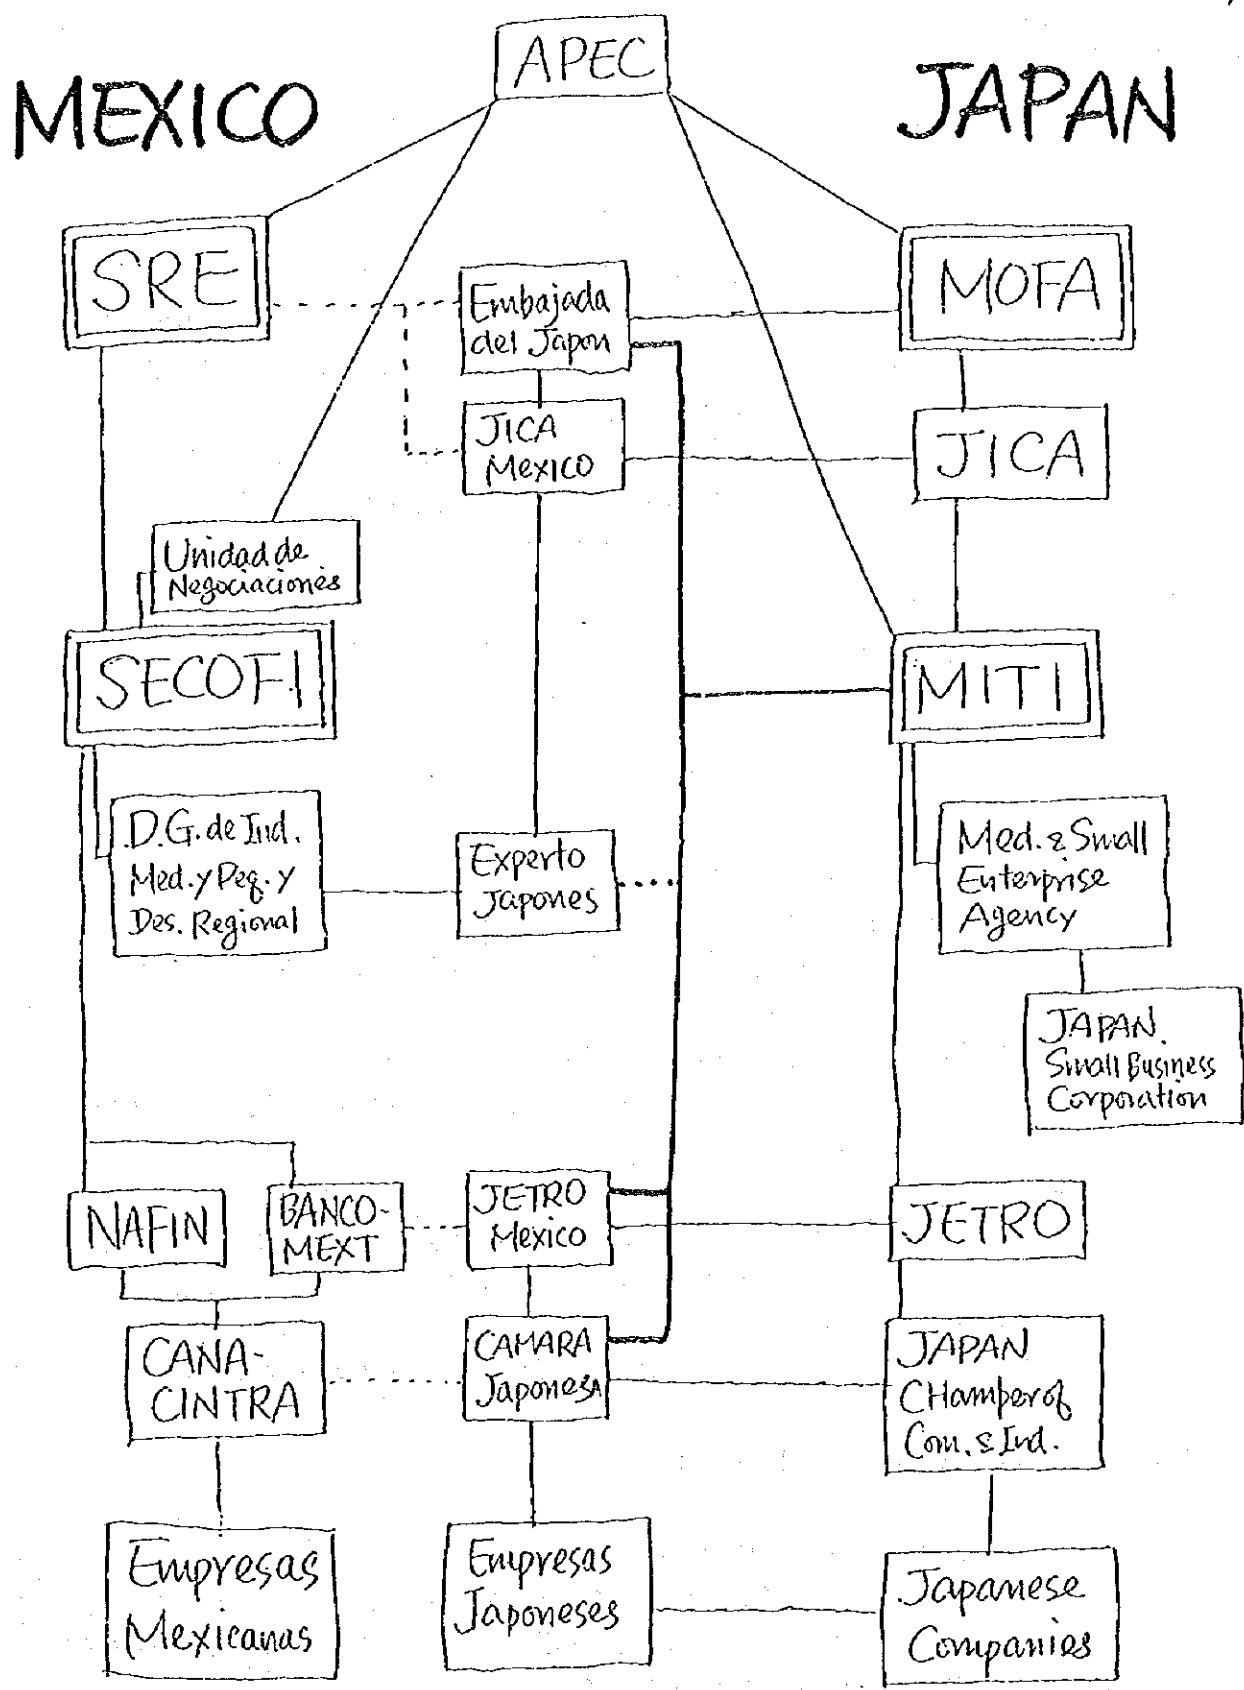 APEC
MEXICO
JAPAN
SRE
Embajada
del Japon
MOFA
JICA
Mexico
JICA
Unidad de
Negociaciones
SECOFI
MITI
D.G. de Ind.
Med. y Peq. y
Des. Regional
Experto
Japones
Med. & Small
Enterprise
Agency
JAPAN.
Small Business
Corporation
NAFIN
BANCO-
MEXT
JETRO
Mexico
JETRO
CANA-
CINTRA
CAMARA
JaponesA
JAPAN
CHamper of
Com. & Ind.
Empresas
Mexicanas
Empresas
Japoneses
Japanese
Companies